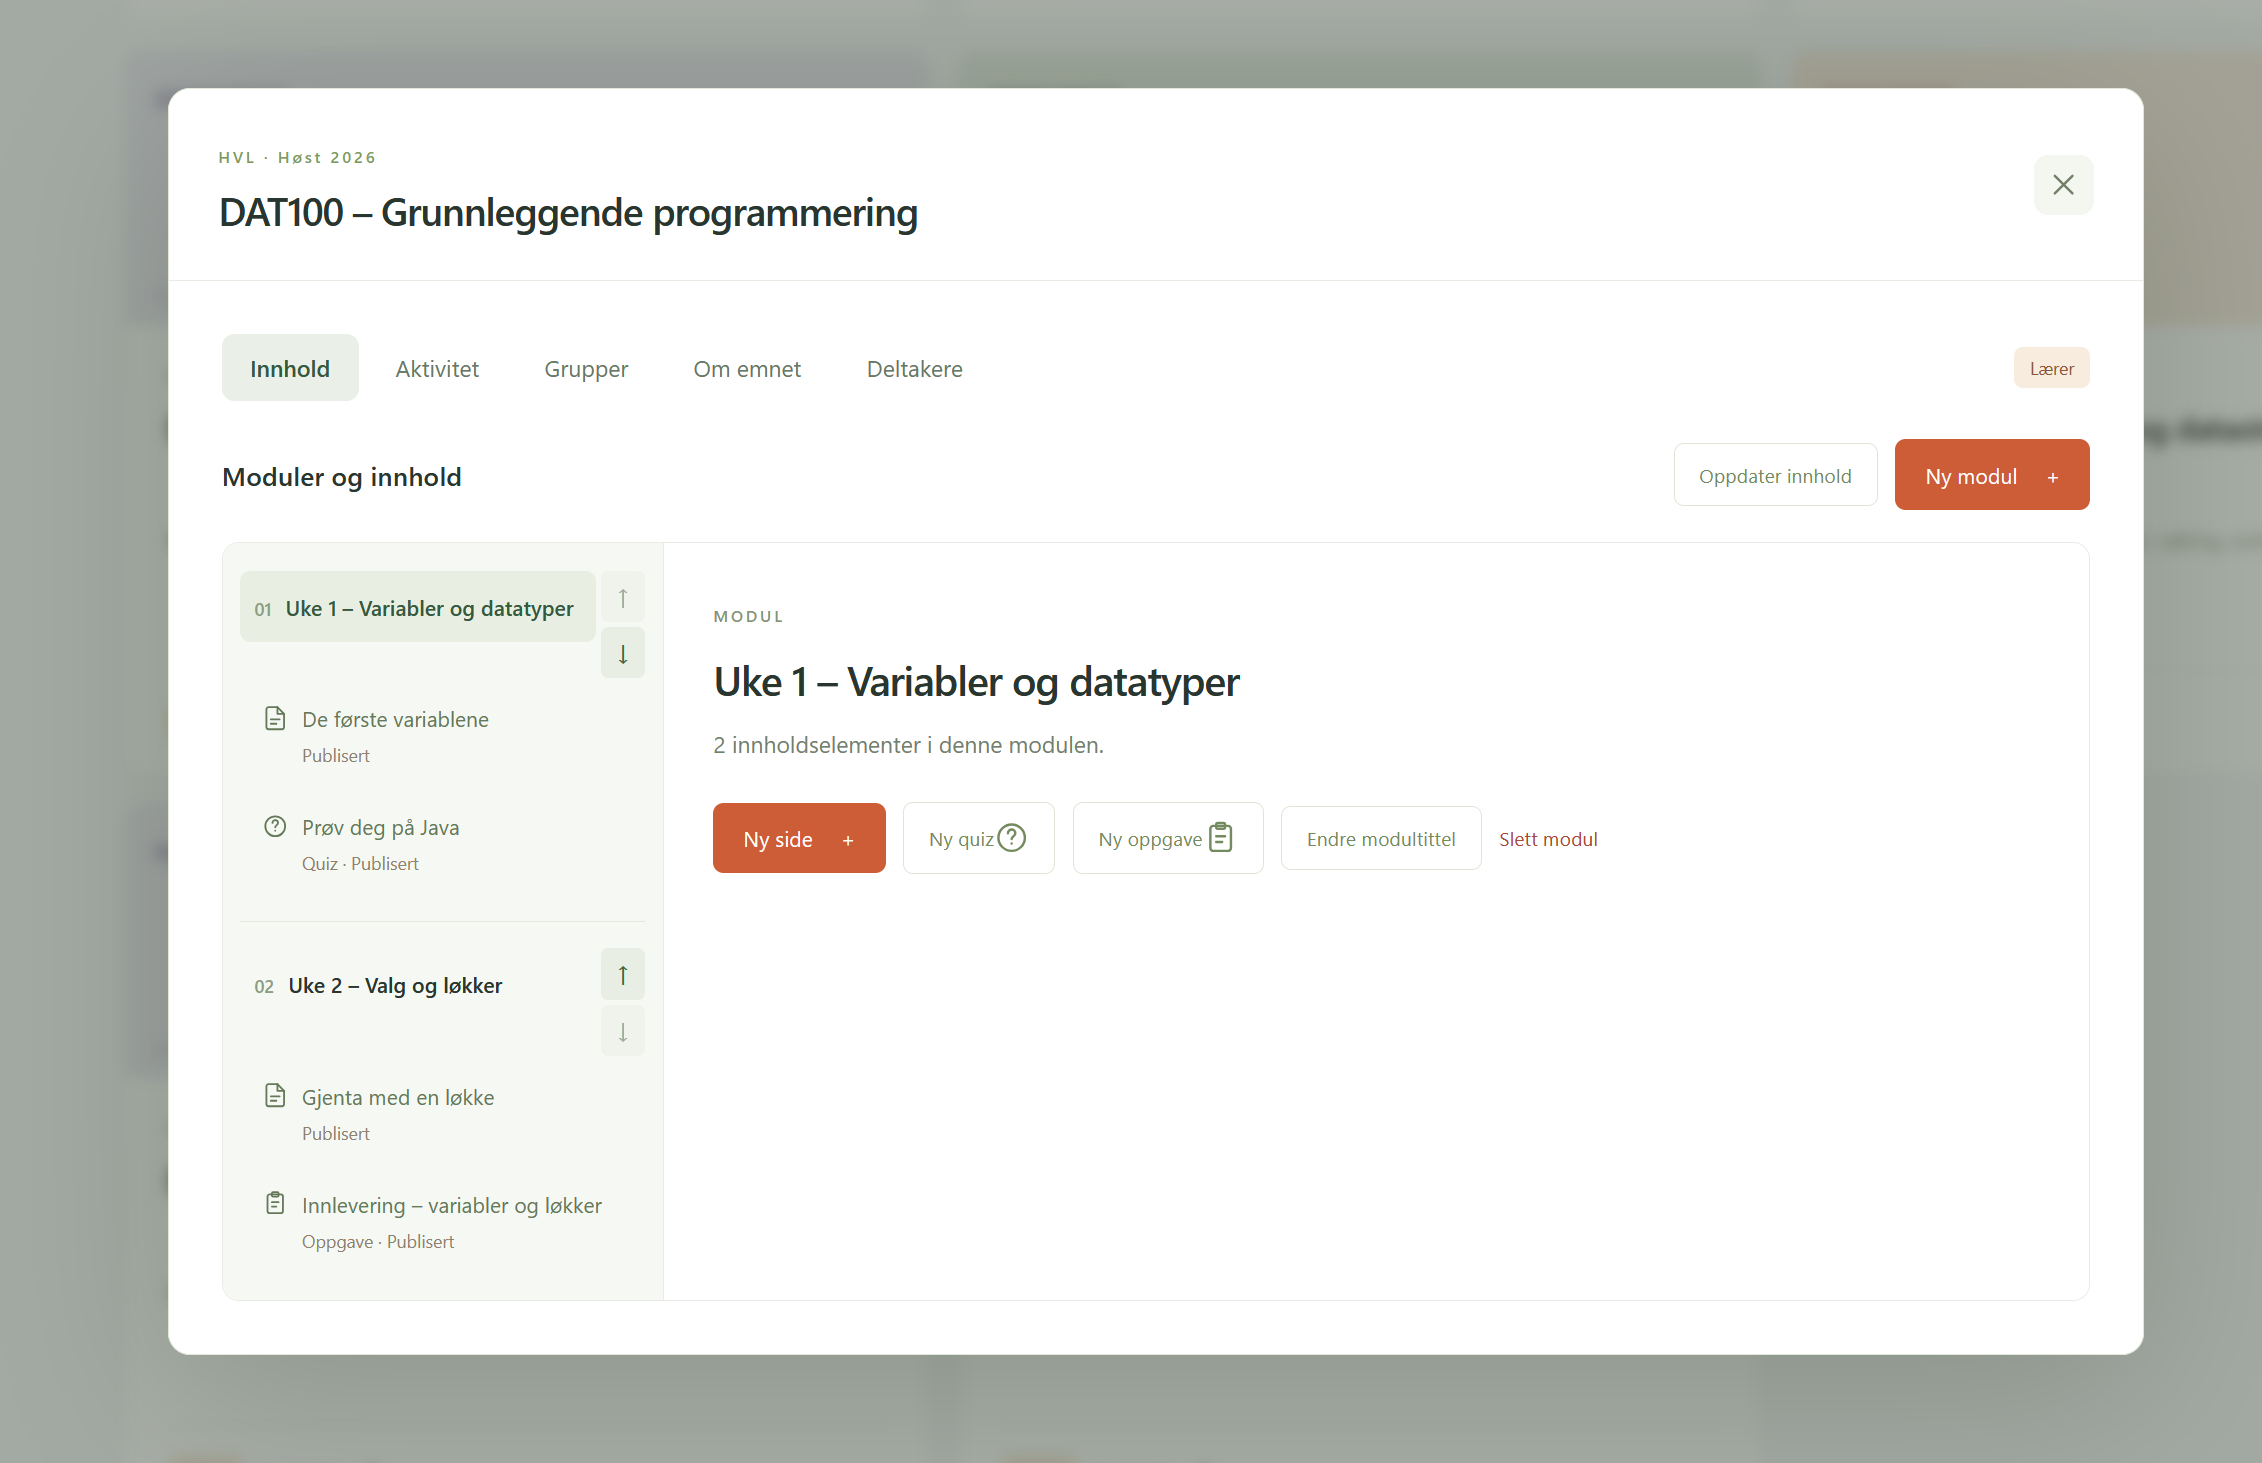 HVL · Høst 2026
DAT100 – Grunnleggende programmering
Innhold
Aktivitet
Grupper
Om emnet
Deltakere
Lærer
Moduler og innhold
Oppdater innhold
Ny modul +
01 Uke 1 – Variabler og datatyper
↑
↓
De første variablene
Publisert
Prøv deg på Java
Quiz · Publisert
02 Uke 2 – Valg og løkker
↑
↓
Gjenta med en løkke
Publisert
Innlevering – variabler og løkker
Oppgave · Publisert
MODUL
Uke 1 – Variabler og datatyper
2 innholdselementer i denne modulen.
Ny side +
Ny quiz
Ny oppgave
Endre modultittel
Slett modul